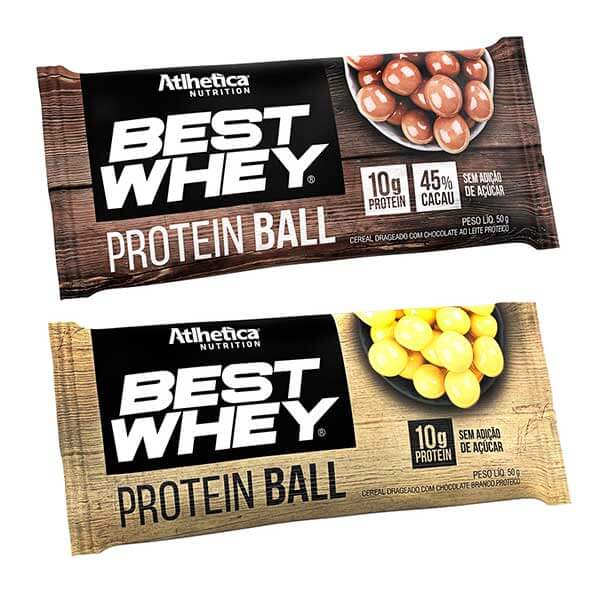 Atlhetica
NUTRITION
BEST
WHEY®
PROTEIN BALL
10g
PROTEIN
45%
CACAU
SEM ADIÇÃO
DE AÇÚCAR
PESO LÍQ. 50 g
CEREAL DRAGEADO COM CHOCOLATE AO LEITE PROTEICO
Atlhetica
NUTRITION
BEST
WHEY®
PROTEIN BALL
10g
PROTEIN
SEM ADIÇÃO
DE AÇÚCAR
PESO LÍQ. 50 g
CEREAL DRAGEADO COM CHOCOLATE BRANCO PROTEICO